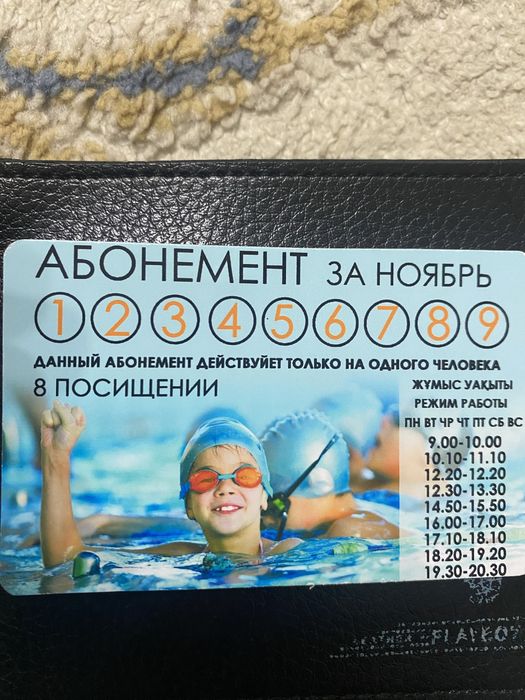 АБОНЕМЕНТ ЗА НОЯБРЬ
1 2 3 4 5 6 7 8 9
ДАННЫЙ АБОНЕМЕНТ ДЕЙСТВУЙЕТ ТОЛЬКО НА ОДНОГО ЧЕЛОВЕКА
8 ПОСИЩЕНИИ
ЖҰМЫС УАҚЫТЫ
РЕЖИМ РАБОТЫ
ПН ВТ ЧР ЧТ ПТ СБ ВС
9.00-10.00
10.10-11.10
12.20-12.20
12.30-13.30
14.50-15.50
16.00-17.00
17.10-18.10
18.20-19.20
19.30-20.30